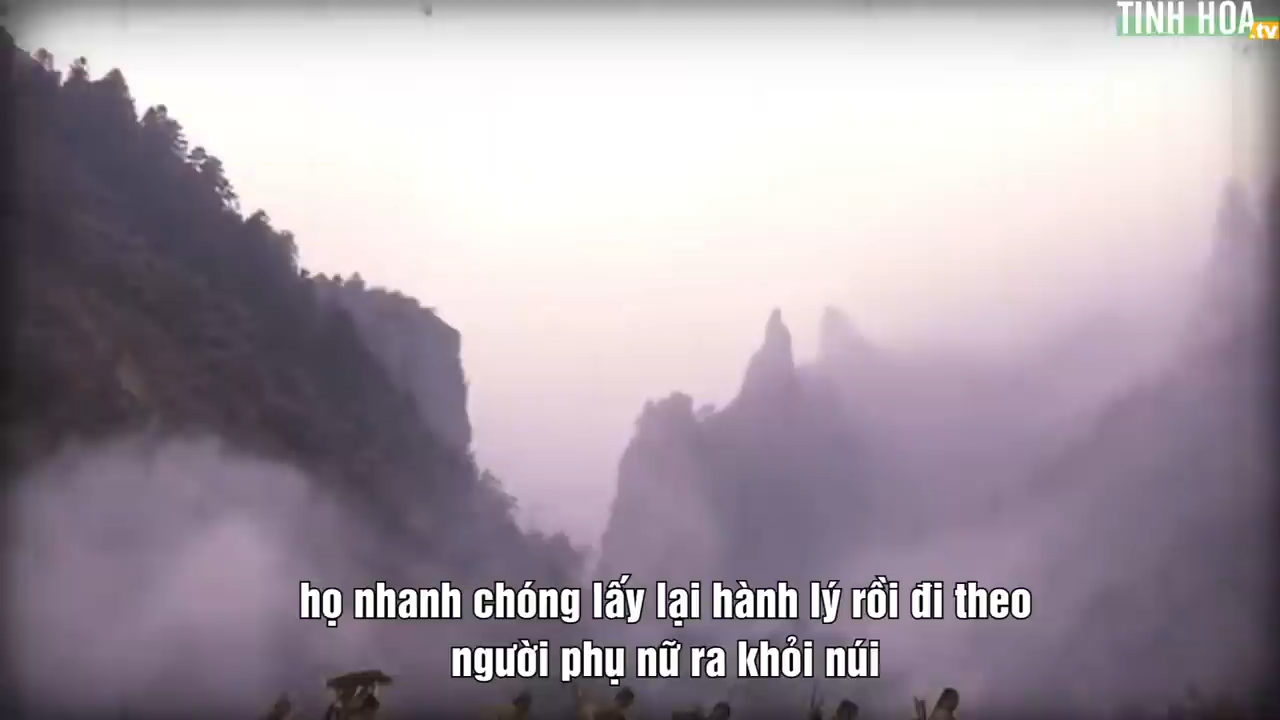 TINH HOA
.tv
họ nhanh chóng lấy lại hành lý rồi đi theo
người phụ nữ ra khỏi núi